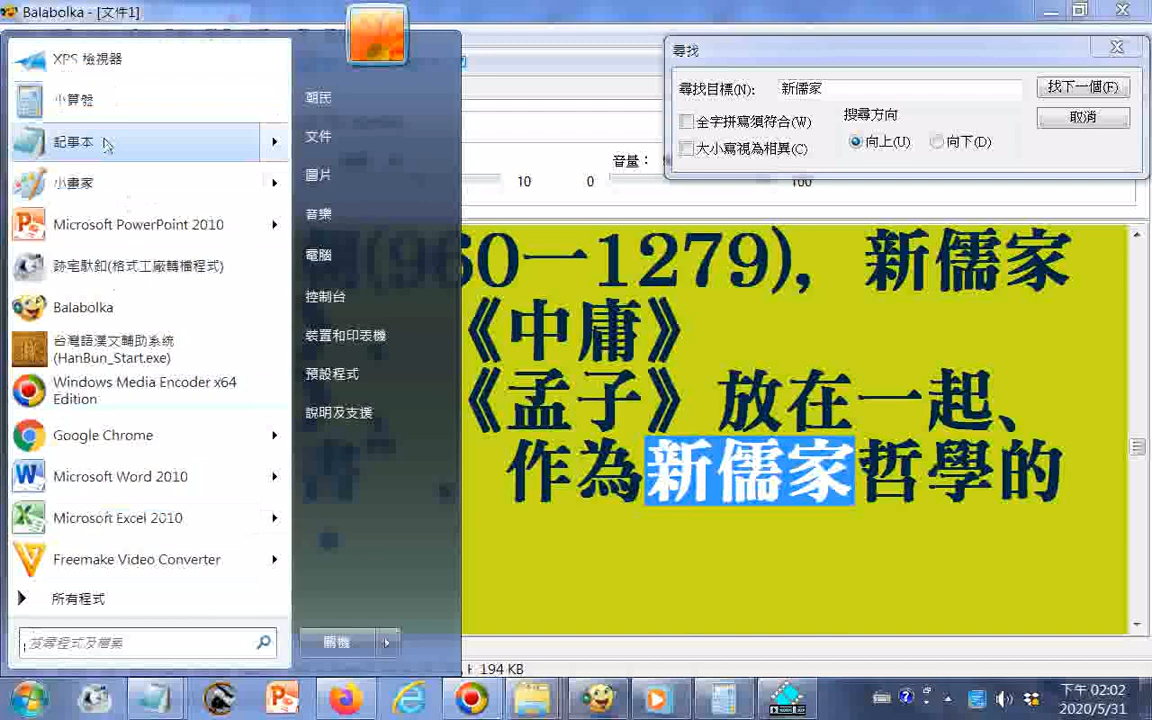 Balabolka - [文件1]
XPS 檢視器
小算盤
記事本
小畫家
Microsoft PowerPoint 2010
(格式工廠轉檔程式)
Balabolka
台灣語漢文輔助系統
(HanBun_Start.exe)
Windows Media Encoder x64
Edition
Google Chrome
Microsoft Word 2010
Microsoft Excel 2010
Freemake Video Converter
所有程式
搜尋程式及檔案
朝民
文件
圖片
音樂
電腦
控制台
裝置和印表機
預設程式
說明及支援
關機
尋找
尋找目標(N):
新儒家
找下一個(F)
取消
全字拼寫須符合(W)
大小寫視為相異(C)
搜尋方向
向上(U)
向下(D)
音量：
10
0
100
(960一1279), 新儒家
《中庸》
《孟子》放在一起、
作為新儒家哲學的
194 KB
下午 02:02
2020/5/31